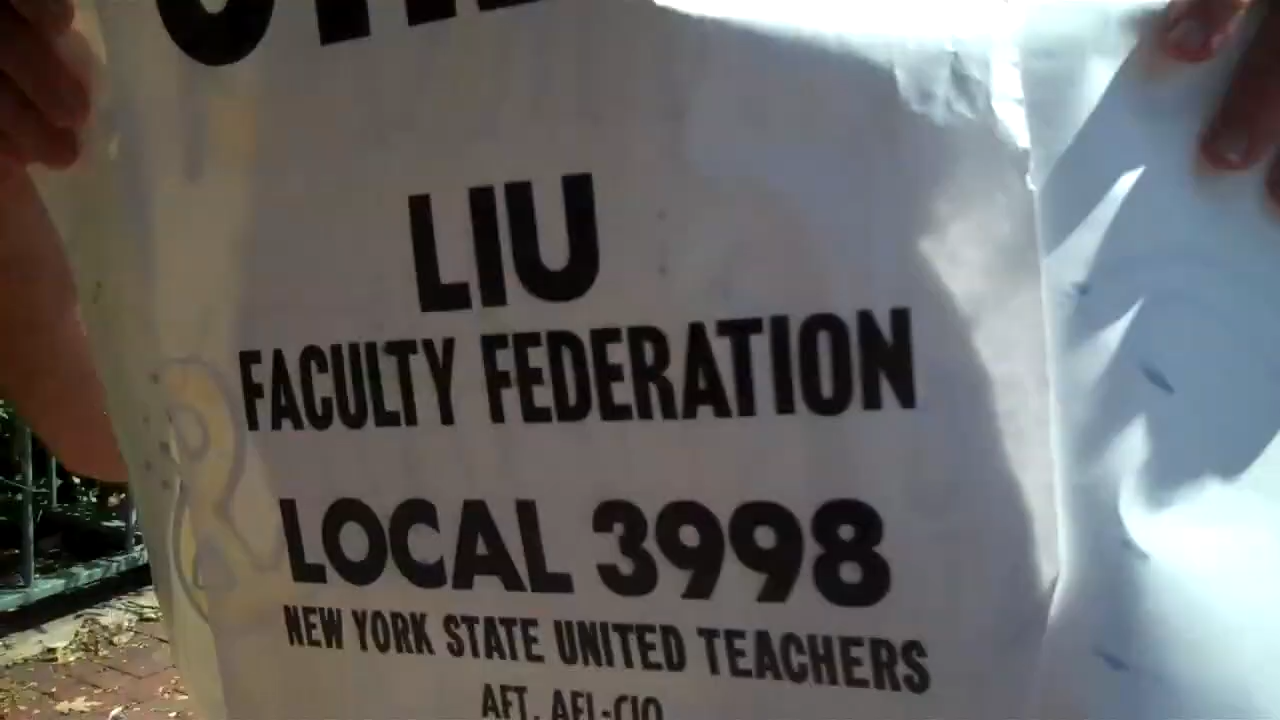 LIU
FACULTY FEDERATION
LOCAL 3998
NEW YORK STATE UNITED TEACHERS
AFT, AFL-CIO